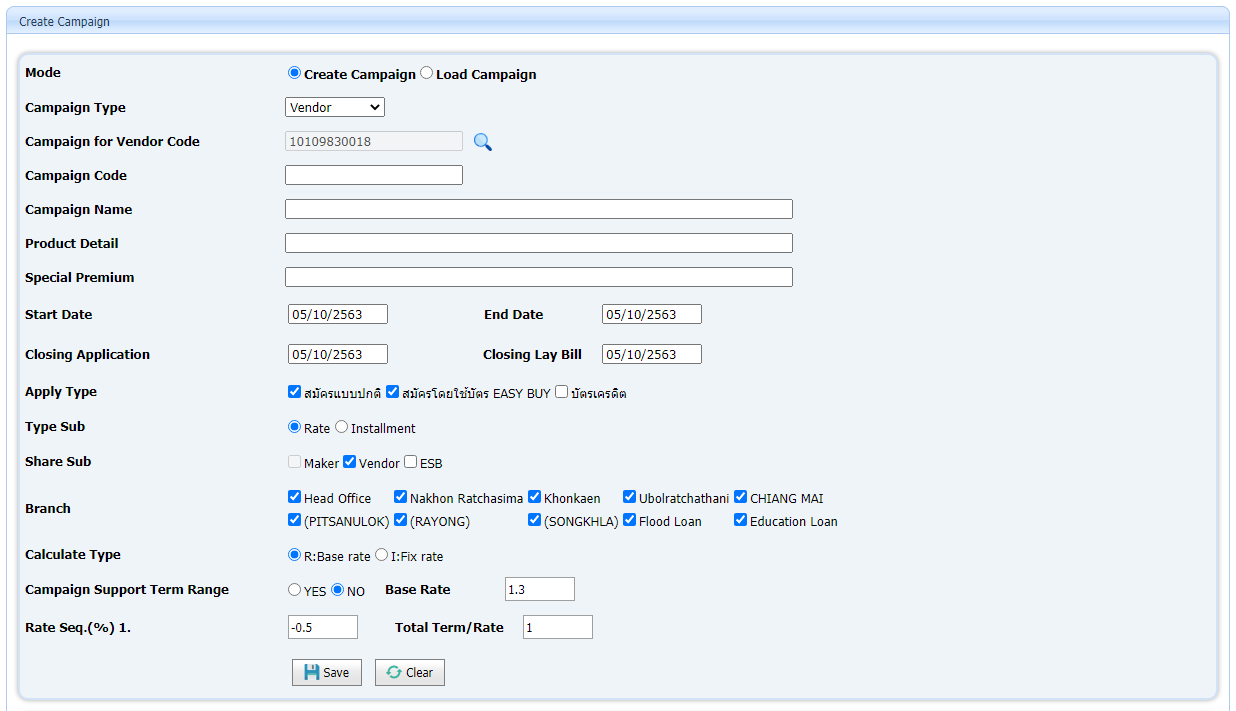 Create Campaign
Mode Create Campaign Load Campaign
Campaign Type Vendor
Campaign for Vendor Code 10109830018
Campaign Code
Campaign Name
Product Detail
Special Premium
Start Date 05/10/2563 End Date 05/10/2563
Closing Application 05/10/2563 Closing Lay Bill 05/10/2563
Apply Type สมัครแบบปกติ สมัครโดยใช้บัตร EASY BUY บัตรเครดิต
Type Sub Rate Installment
Share Sub Maker Vendor ESB
Branch Head Office Nakhon Ratchasima Khonkaen Ubolratchathani CHIANG MAI
(PITSANULOK) (RAYONG) (SONGKHLA) Flood Loan Education Loan
Calculate Type R:Base rate I:Fix rate
Campaign Support Term Range YES NO Base Rate 1.3
Rate Seq.(%) 1. -0.5 Total Term/Rate 1
Save Clear